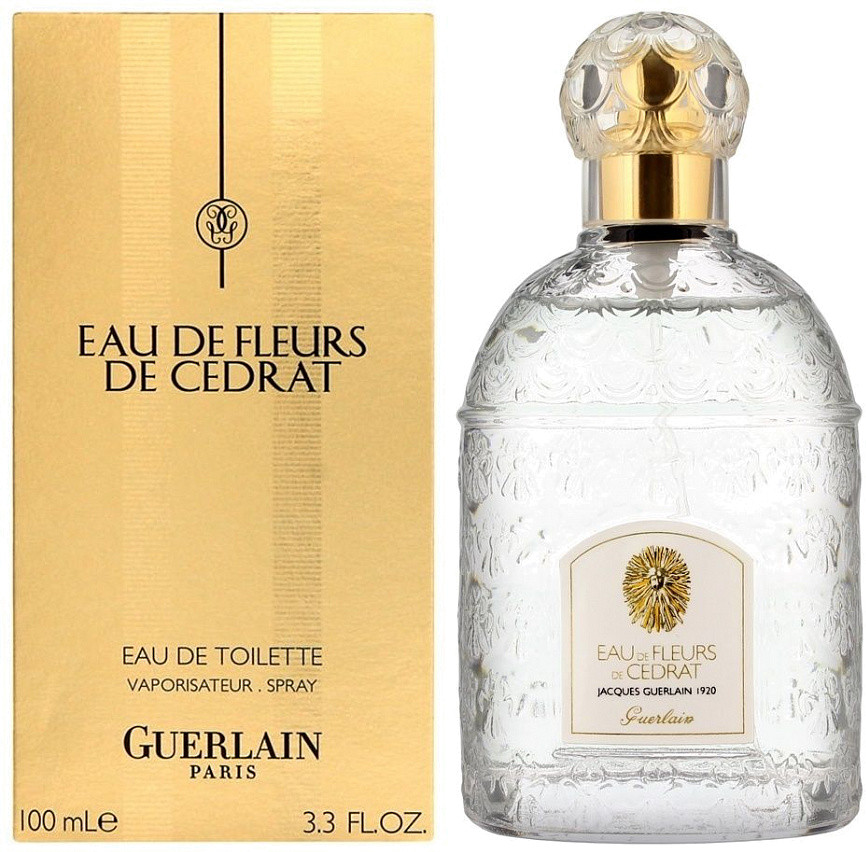 EAU DE FLEURS
DE CEDRAT
EAU DE TOILETTE
VAPORISATEUR . SPRAY
GUERLAIN
PARIS
100 mLe 3.3 FL.OZ.
EAU DE FLEURS
DE CEDRAT
JACQUES GUERLAIN 1920
Guerlain